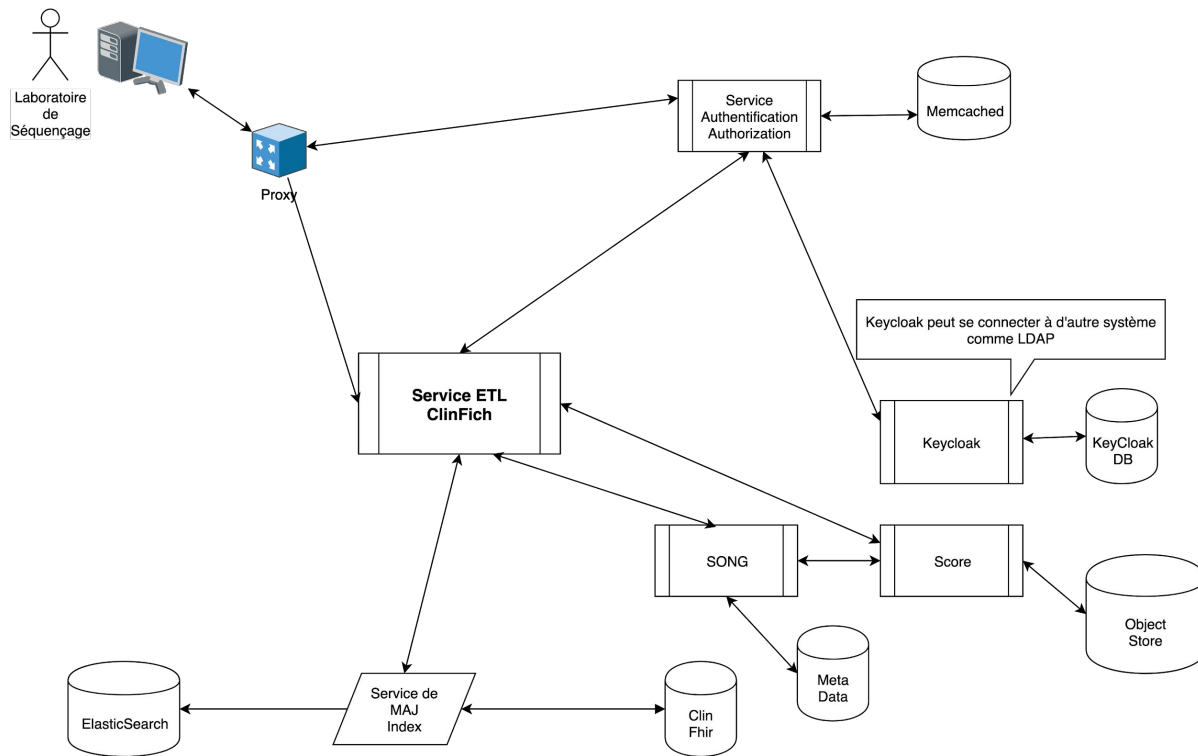 Laboratoire
de
Séquençage
Proxy
Service
Authentification
Authorization
Memcached
Keycloak peut se connecter à d'autre système
comme LDAP
Service ETL
ClinFich
Keycloak
KeyCloak
DB
SONG
Score
Object
Store
Meta
Data
ElasticSearch
Service de
MAJ
Index
Clin
Fhir